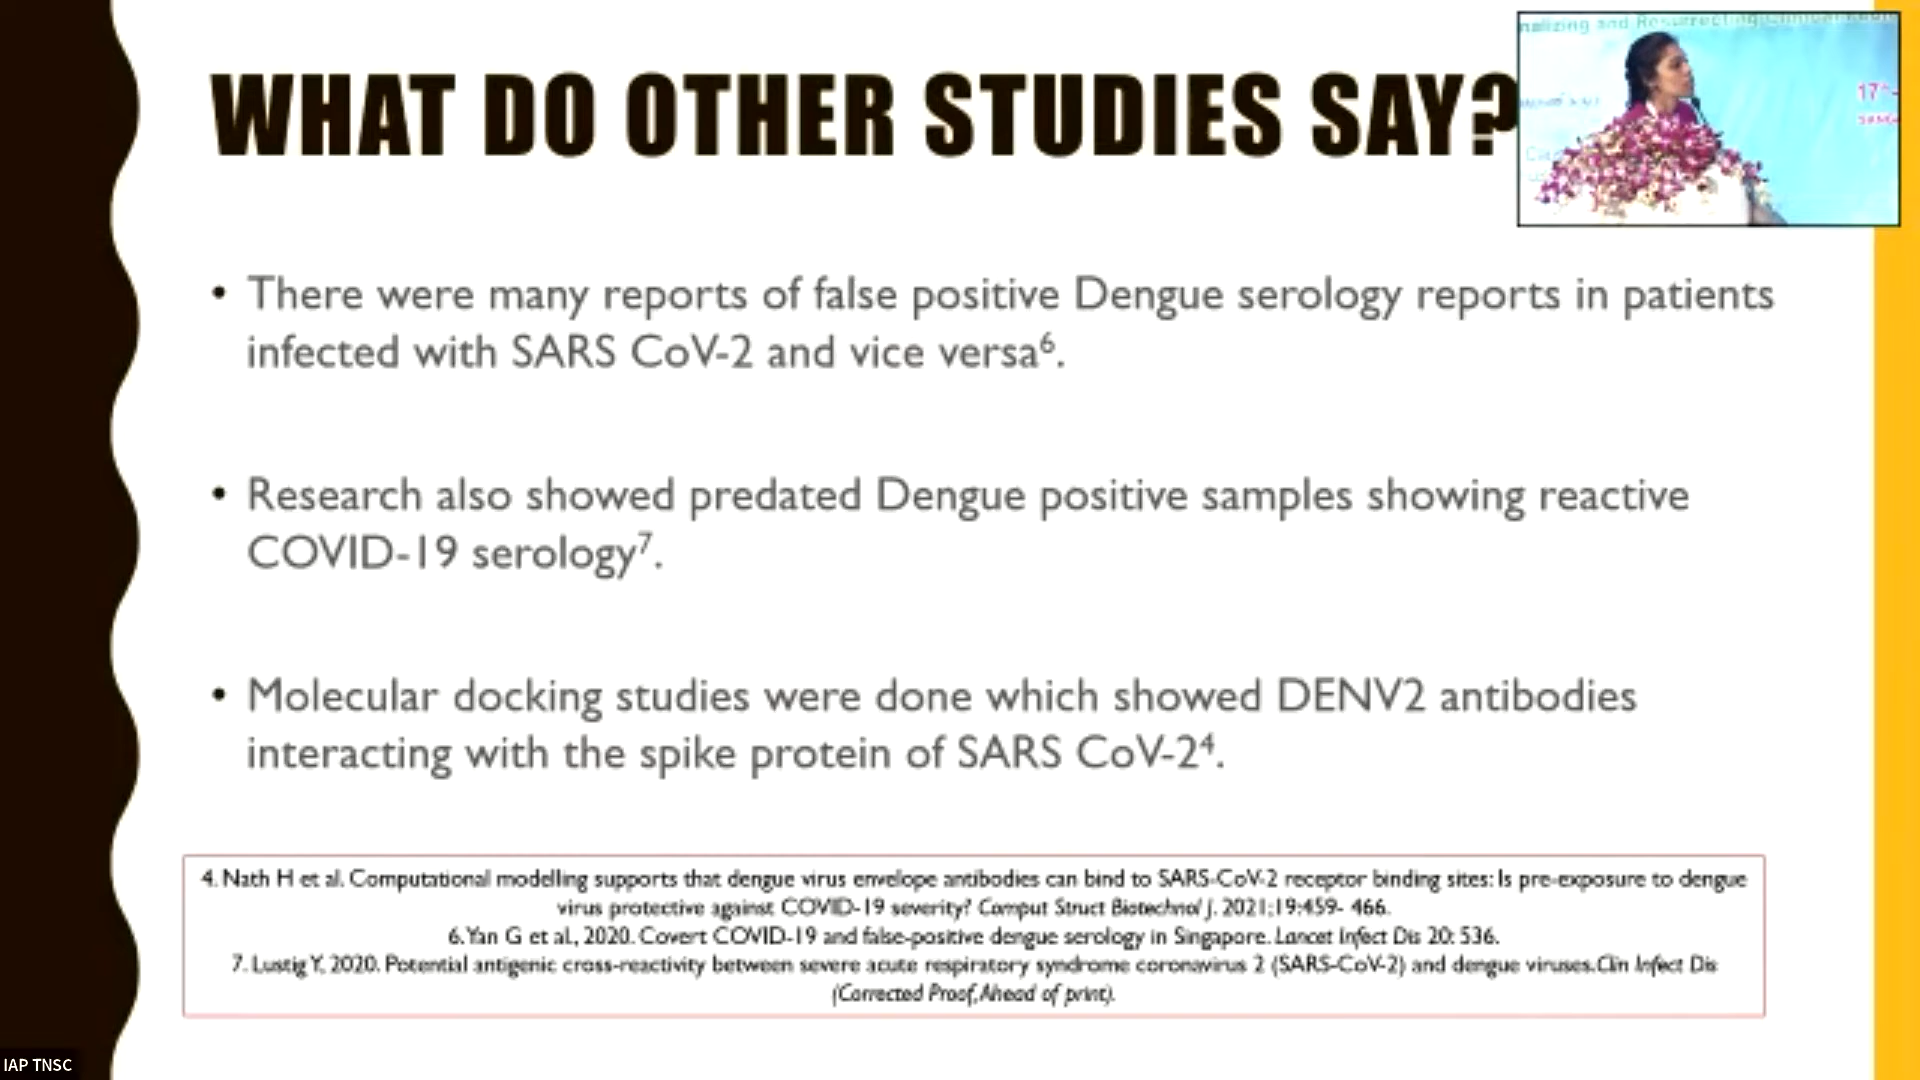 WHAT DO OTHER STUDIES SAY?
nalizing and Resurrecting Clinical
17th
• There were many reports of false positive Dengue serology reports in patients
infected with SARS CoV-2 and vice versa⁶.
• Research also showed predated Dengue positive samples showing reactive
COVID-19 serology⁷.
• Molecular docking studies were done which showed DENV2 antibodies
interacting with the spike protein of SARS CoV-2⁴.
4. Nath H et al. Computational modelling supports that dengue virus envelope antibodies can bind to SARS-CoV-2 receptor binding sites: Is pre-exposure to dengue
virus protective against COVID-19 severity? Comput Struct Biotechnol J. 2021;19:459- 466.
6. Yan G et al., 2020. Covert COVID-19 and false-positive dengue serology in Singapore. Lancet Infect Dis 20: 536.
7. Lustig Y, 2020. Potential antigenic cross-reactivity between severe acute respiratory syndrome coronavirus 2 (SARS-CoV-2) and dengue viruses. Clin Infect Dis
(Corrected Proof, Ahead of print).
IAP TNSC